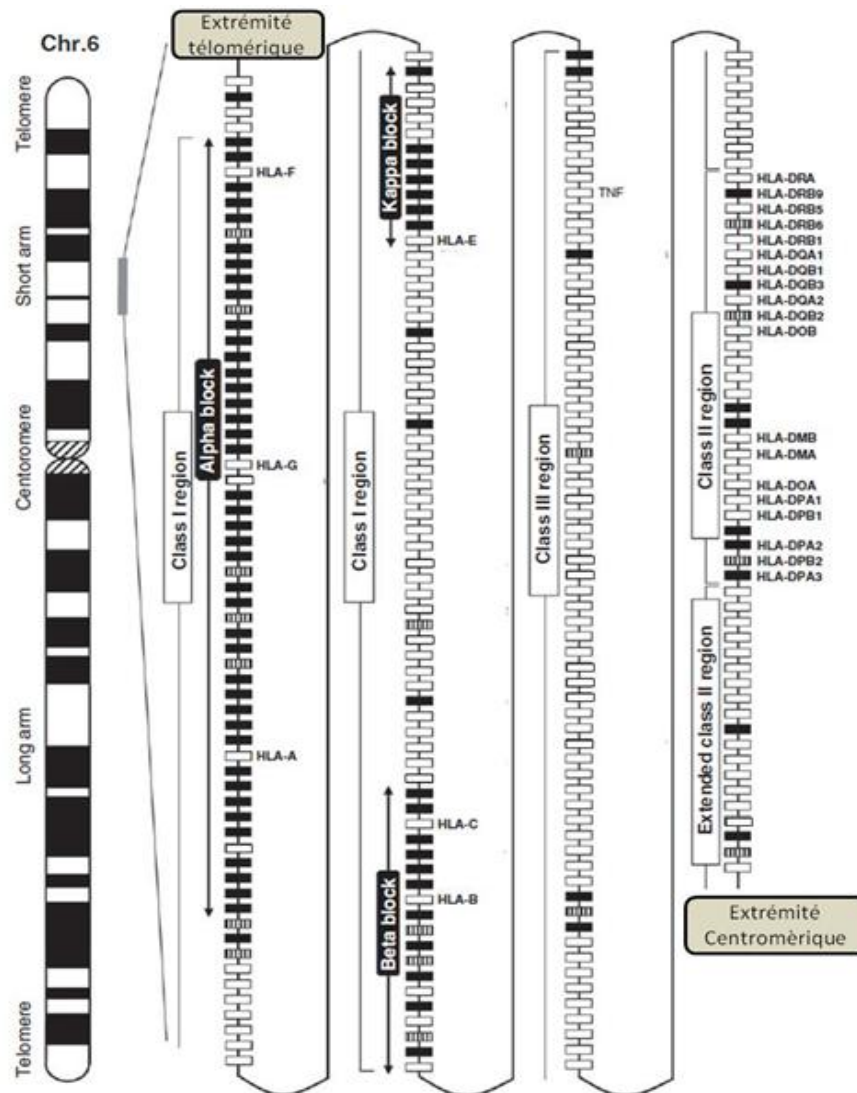 Chr.6
Extrémité
télomérique
Telomere
Short arm
Centoromere
Long arm
Telomere
Class I region
Alpha block
HLA-F
HLA-G
HLA-A
Class I region
Kappa block
HLA-E
Beta block
HLA-C
HLA-B
Class III region
TNF
Class II region
HLA-DRA
HLA-DRB9
HLA-DRB5
HLA-DRB6
HLA-DRB1
HLA-DQA1
HLA-DQB1
HLA-DQB3
HLA-DQA2
HLA-DQB2
HLA-DOB
HLA-DMB
HLA-DMA
HLA-DOA
HLA-DPA1
HLA-DPB1
HLA-DPA2
HLA-DPB2
HLA-DPA3
Extended class II region
Extrémité
Centromèrique